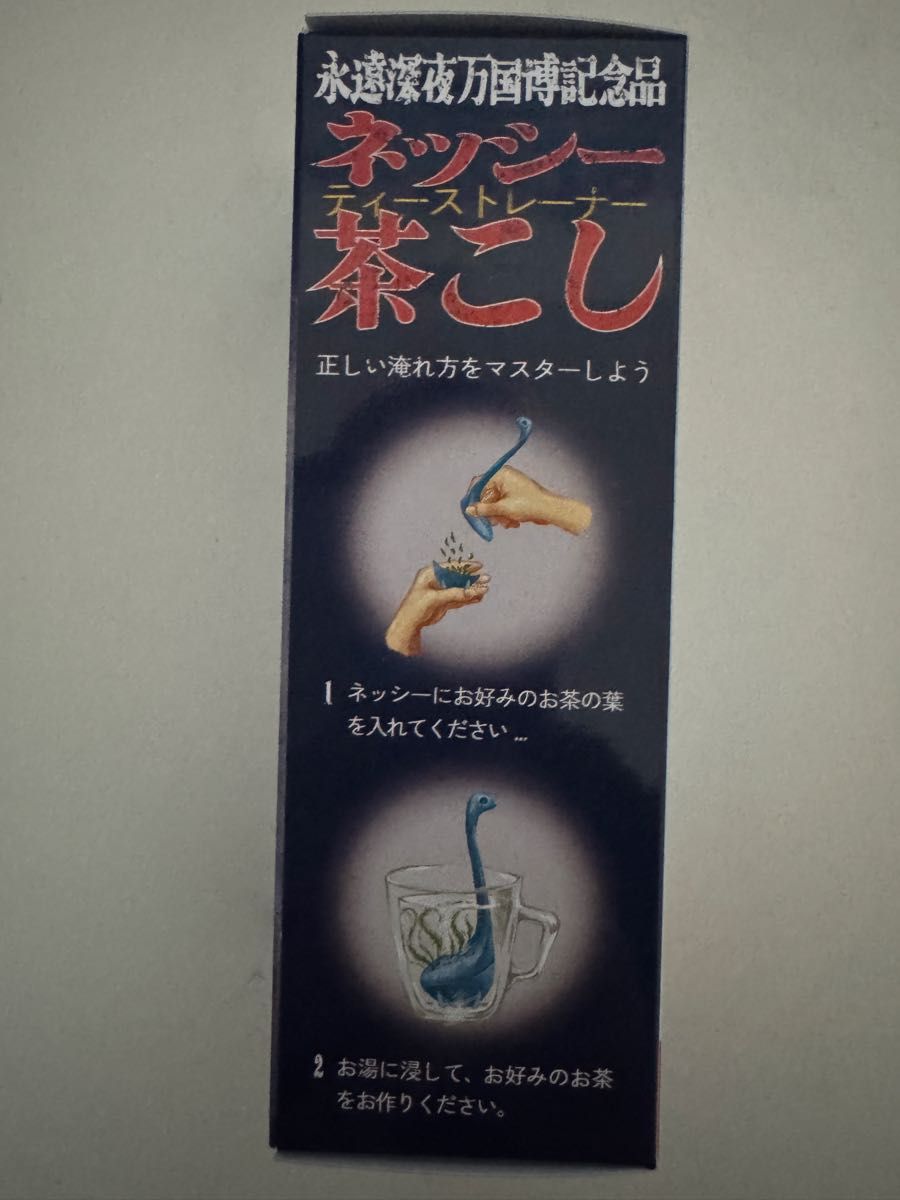 永遠深夜万国博記念品
ネッシー
ティーストレーナー
茶こし
正しい淹れ方をマスターしよう
1 ネッシーにお好みのお茶の葉
を入れてください…
2 お湯に浸して、お好みのお茶
をお作りください。